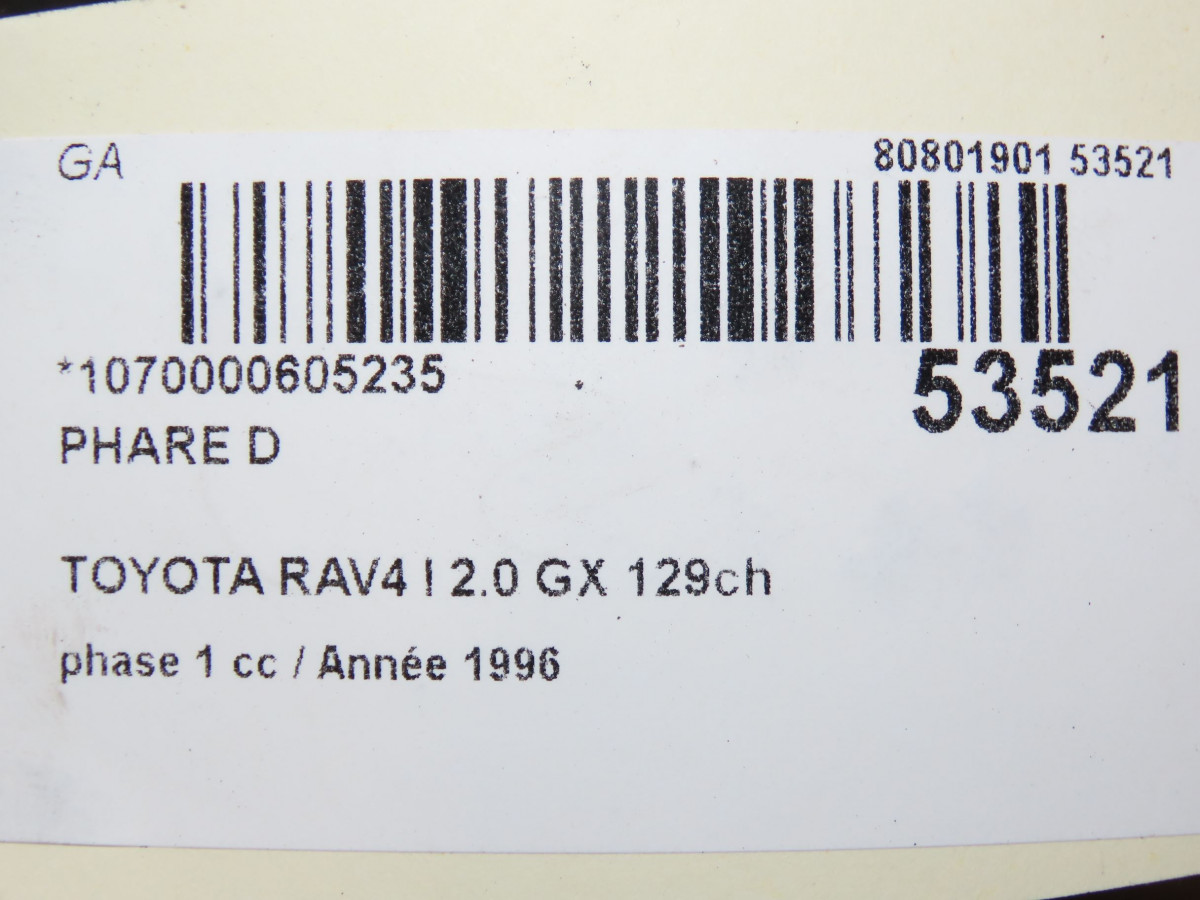 GA
80801901 53521
*1070000605235
53521
PHARE D
TOYOTA RAV4 I 2.0 GX 129ch
phase 1 cc / Année 1996